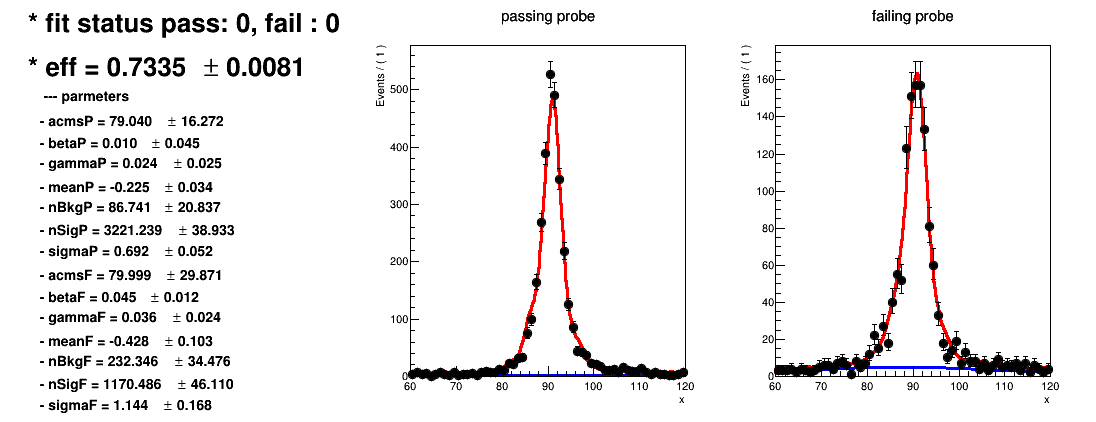 * fit status pass: 0, fail : 0
* eff = 0.7335 ± 0.0081
--- parmeters
- acmsP = 79.040 ± 16.272
- betaP = 0.010 ± 0.045
- gammaP = 0.024 ± 0.025
- meanP = -0.225 ± 0.034
- nBkgP = 86.741 ± 20.837
- nSigP = 3221.239 ± 38.933
- sigmaP = 0.692 ± 0.052
- acmsF = 79.999 ± 29.871
- betaF = 0.045 ± 0.012
- gammaF = 0.036 ± 0.024
- meanF = -0.428 ± 0.103
- nBkgF = 232.346 ± 34.476
- nSigF = 1170.486 ± 46.110
- sigmaF = 1.144 ± 0.168
passing probe
Events / ( 1 )
500
400
300
200
100
0
60 70 80 90 100 110 120
x
failing probe
Events / ( 1 )
160
140
120
100
80
60
40
20
0
60 70 80 90 100 110 120
x